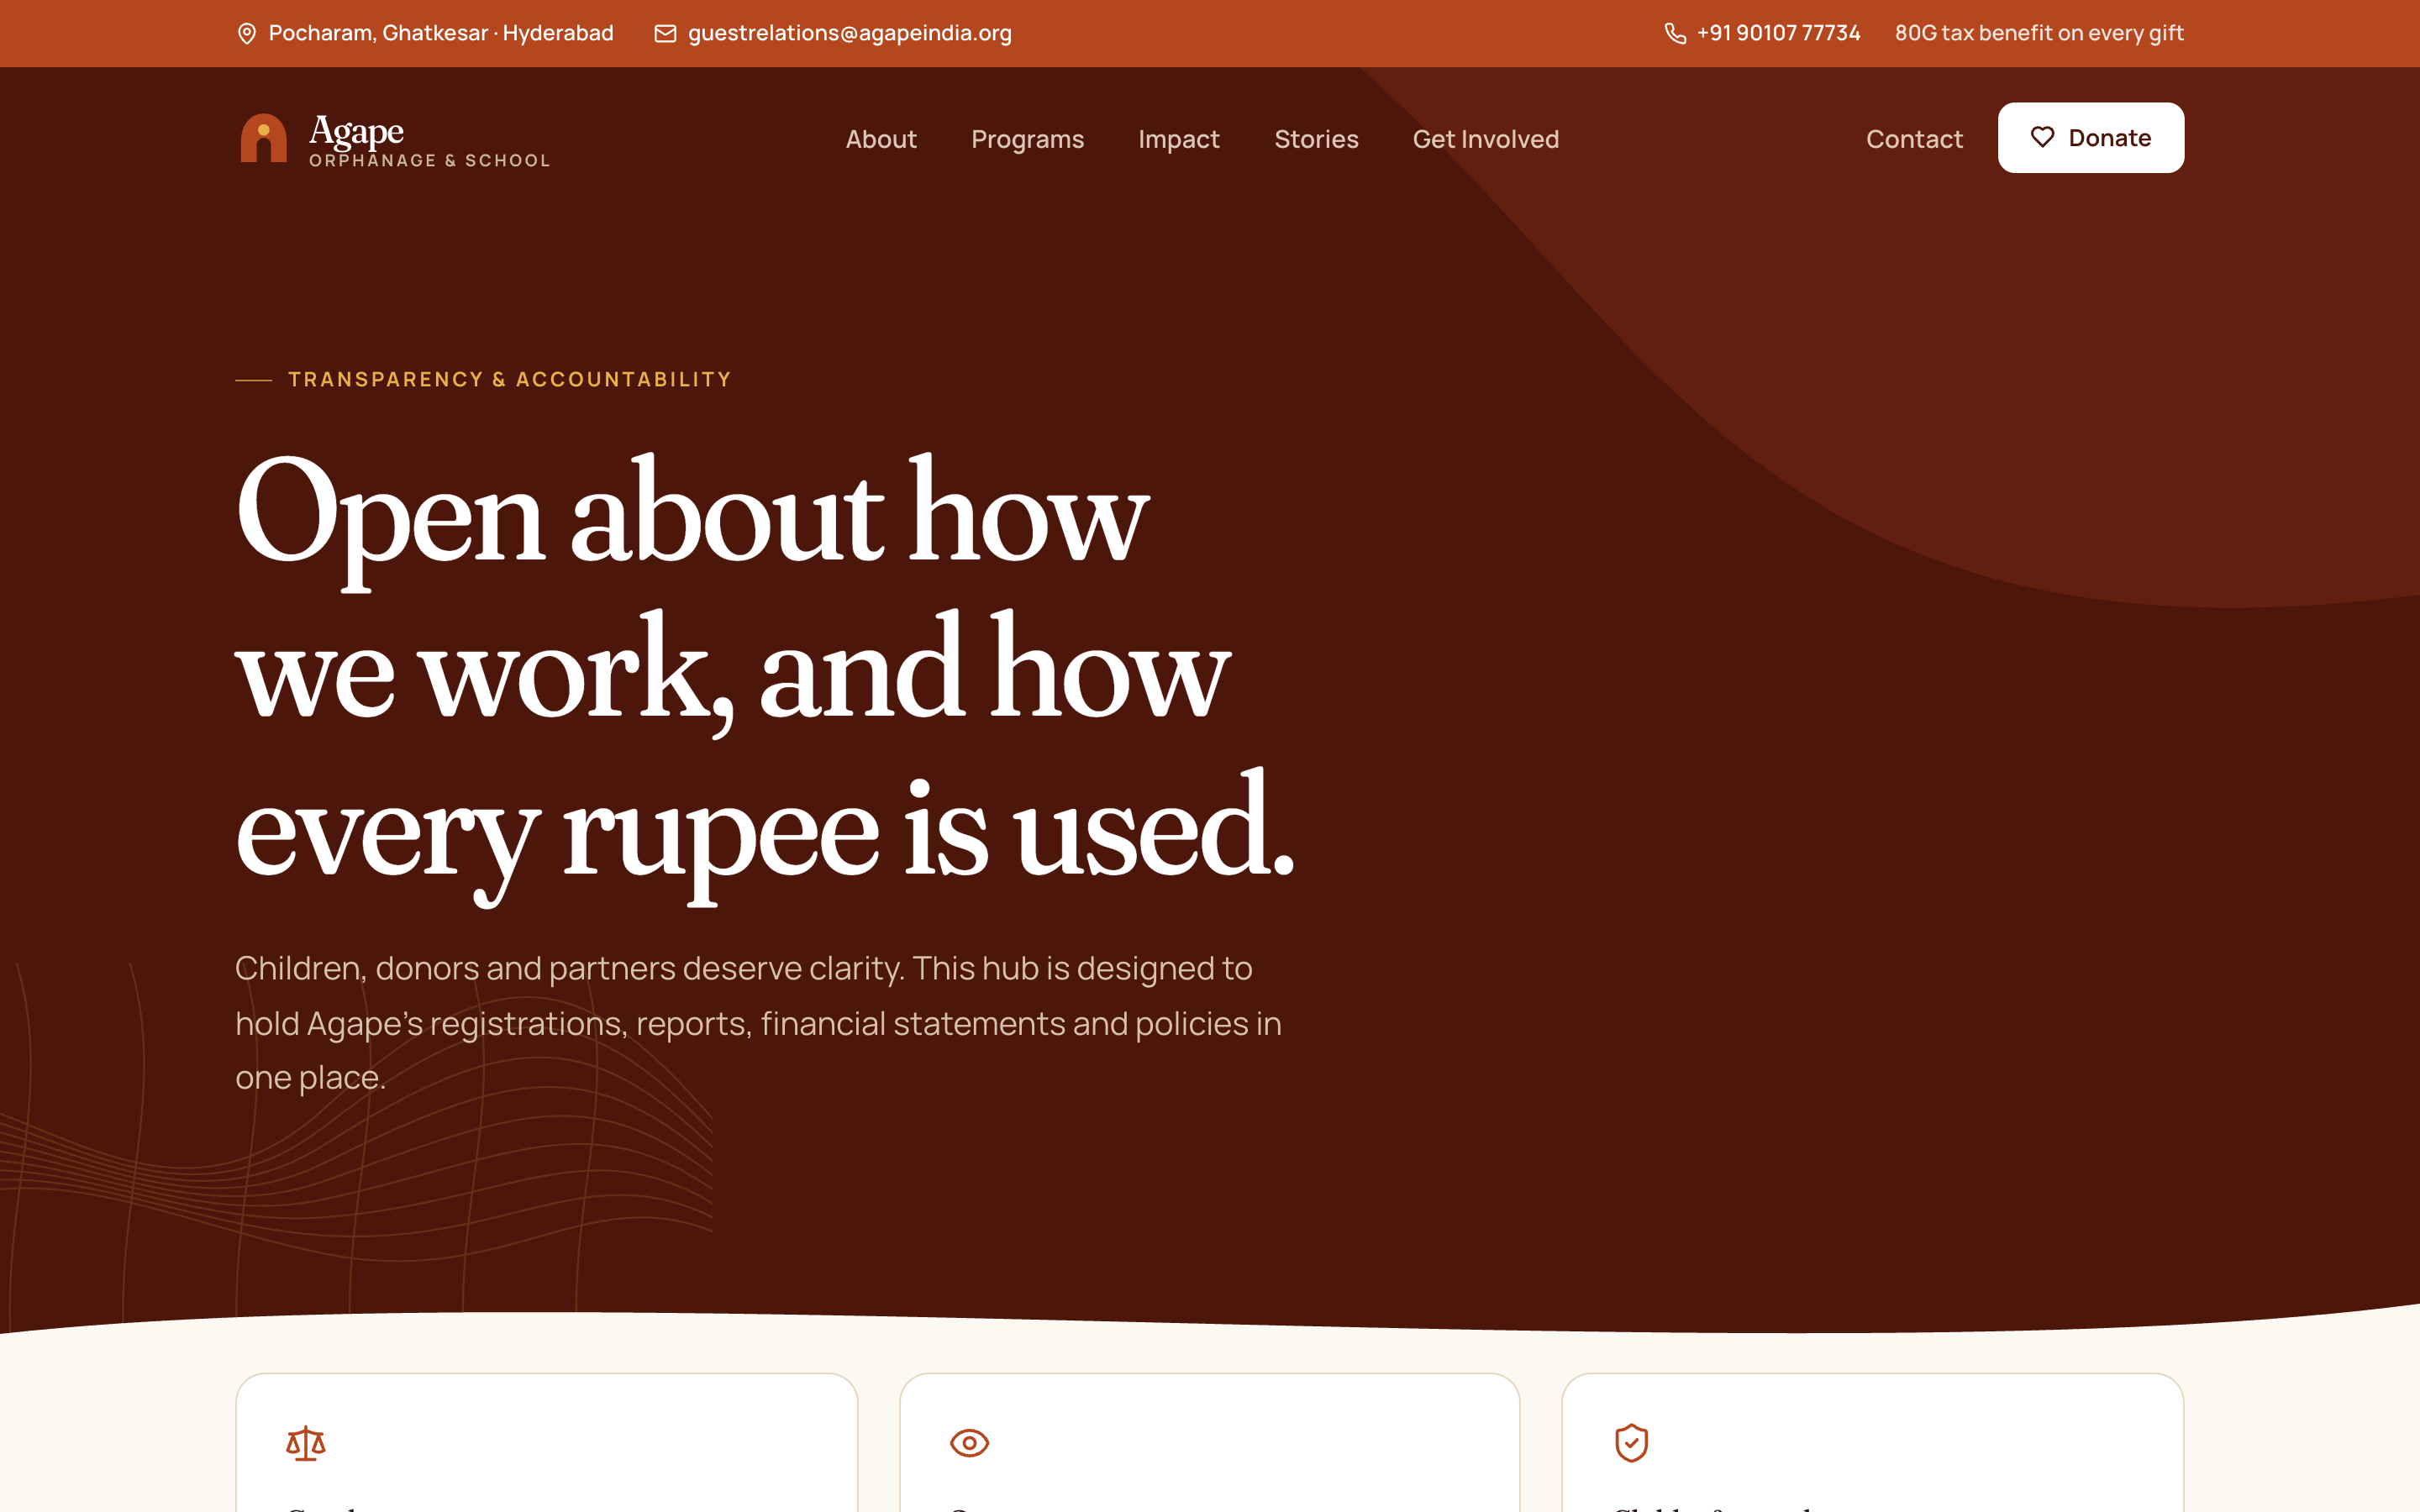 Pocharam, Ghatkesar · Hyderabad
guestrelations@agapeindia.org
+91 90107 77734
80G tax benefit on every gift
Agape
ORPHANAGE & SCHOOL
About
Programs
Impact
Stories
Get Involved
Contact
Donate
TRANSPARENCY & ACCOUNTABILITY
Open about how
we work, and how
every rupee is used.
Children, donors and partners deserve clarity. This hub is designed to
hold Agape’s registrations, reports, financial statements and policies in
one place.